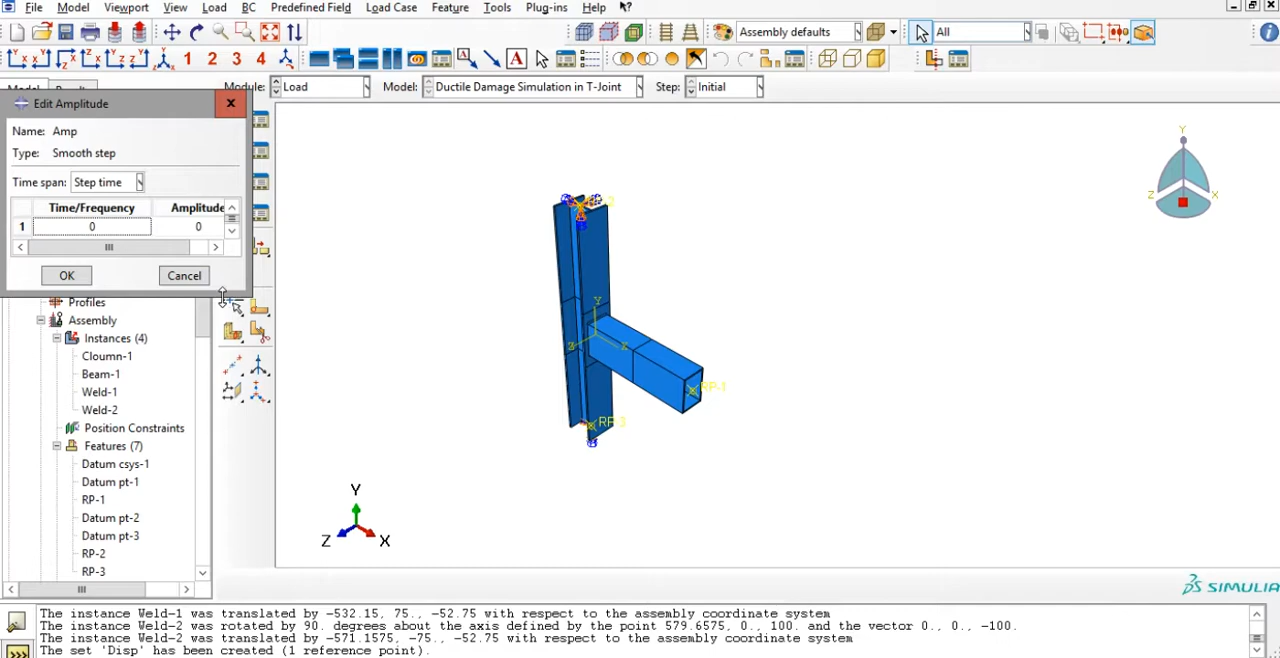 File Model Viewport View Load BC Predefined Field Load Case Feature Tools Plug-ins Help
Assembly defaults All
1 2 3 4 A
Module: Load Model: Ductile Damage Simulation in T-Joint Step: Initial
Edit Amplitude
Name: Amp
Type: Smooth step
Time span: Step time
Time/Frequency Amplitude
1 0 0
OK Cancel
Profiles
Assembly
Instances (4)
Cloumn-1
Beam-1
Weld-1
Weld-2
Position Constraints
Features (7)
Datum csys-1
Datum pt-1
RP-1
Datum pt-2
Datum pt-3
RP-2
RP-3
Y
Z X
RP-1
RP-3
Y
Z X
Y
Z X
SIMULIA
The instance Weld-1 was translated by -532.15, 75., -52.75 with respect to the assembly coordinate system
The instance Weld-2 was rotated by 90. degrees about the axis defined by the point 579.6575, 0., 100. and the vector 0., 0., -100.
The instance Weld-2 was translated by -571.1575, -75., -52.75 with respect to the assembly coordinate system
The set 'Disp' has been created (1 reference point).